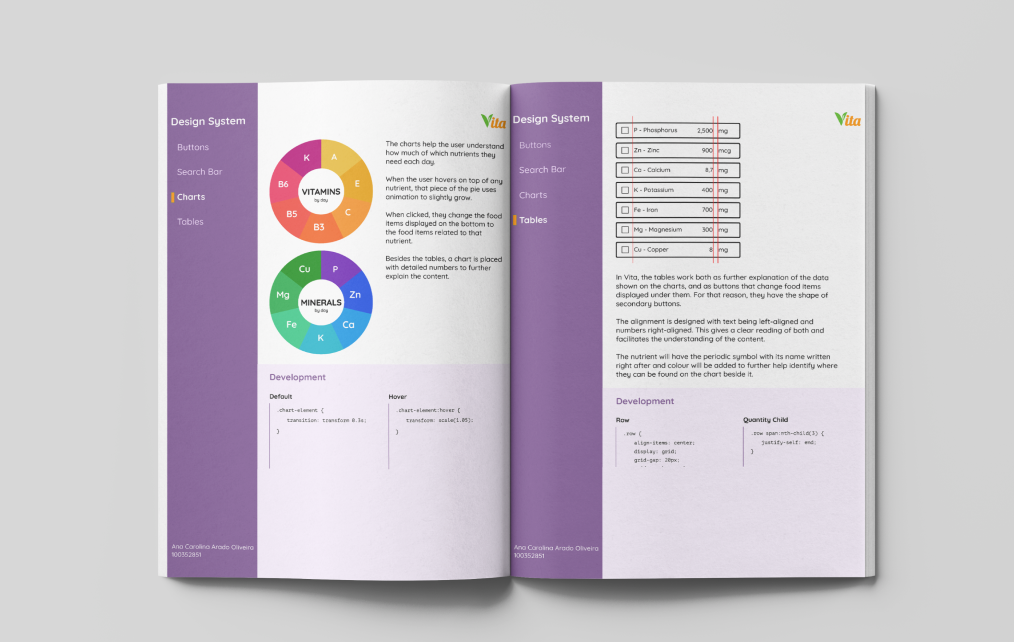 Design System
Buttons
Search Bar
Charts
Tables
Ana Carolina Arado Oliveira
100352851
Vita
K
A
B6
E
VITAMINS
by day
B5
C
B3
Cu
P
Mg
Zn
MINERALS
by day
Fe
Ca
K
The charts help the user understand
how much of which nutrients they
need each day.
When the user hovers on top of any
nutrient, that piece of the pie uses
animation to slightly grow.
When clicked, they change the food
items displayed on the bottom to
the food items related to that
nutrient.
Besides the tables, a chart is placed
with detailed numbers to further
explain the content.
Development
Default
.chart-element {
transition: transform 0.3s;
}
Hover
.chart-element:hover {
transform: scale(1.05);
}
Design System
Buttons
Search Bar
Charts
Tables
Ana Carolina Arado Oliveira
100352851
Vita
P - Phosphorus 2,500 mg
Zn - Zinc 900 mcg
Ca - Calcium 8,7 mg
K - Potassium 400 mg
Fe - Iron 700 mg
Mg - Magnesium 300 mg
Cu - Copper 8 mg
In Vita, the tables work both as further explanation of the data
shown on the charts, and as buttons that change food items
displayed under them. For that reason, they have the shape of
secondary buttons.
The alignment is designed with text being left-aligned and
numbers right-aligned. This gives a clear reading of both and
facilitates the understanding of the content.
The nutrient will have the periodic symbol with its name written
right after and colour will be added to further help identify where
they can be found on the chart beside it.
Development
Row
.row {
align-items: center;
display: grid;
grid-gap: 20px;
Quantity Child
.row span:nth-child(3) {
justify-self: end;
}